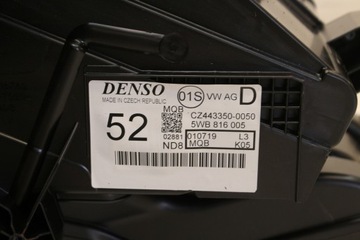 DENSO
MADE IN CZECH REPUBLIC
01S VW AG D
MQB
52
CZ443350-0050
5WB 816 005
02881 010719 L3
ND8 MQB K05